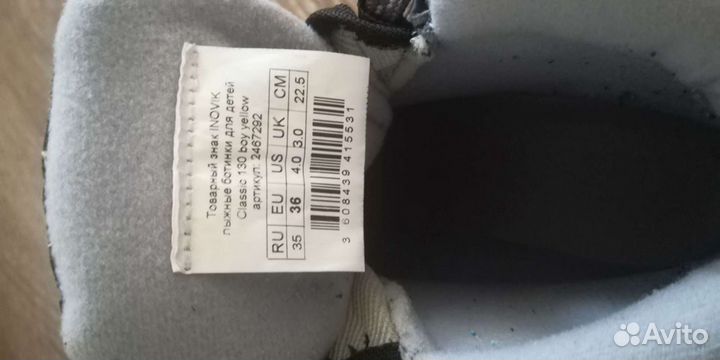 Товарный знак INOVIK
лыжные ботинки для детей
Classic 130 boy yellow
артикул: 2467292
RU EU US UK CM
35 36 4.0 3.0 22.5
3 608439 415531
Avito